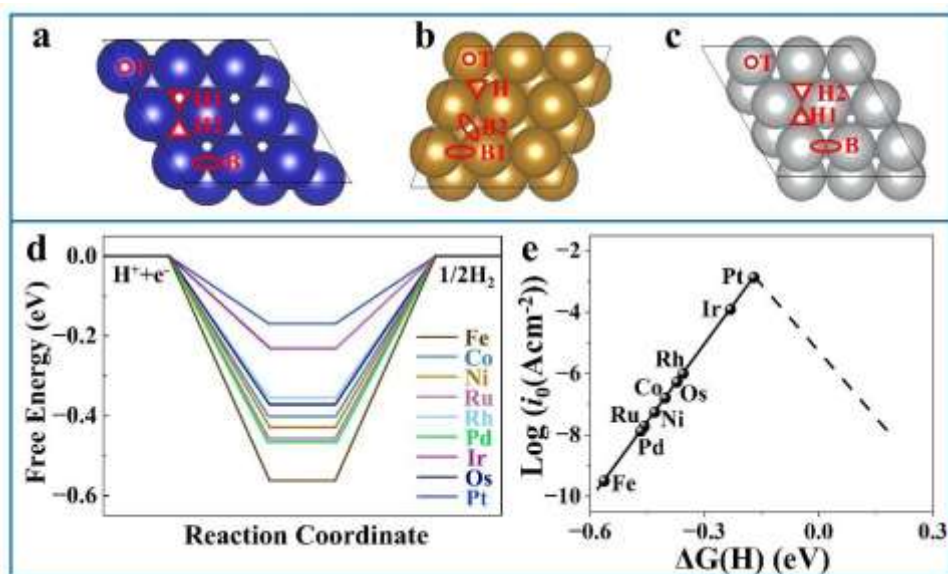 a
T
H1
H2
B
b
T
H
B2
B1
c
T
H2
H1
B
d
Free Energy (eV)
0.0
−0.2
−0.4
−0.6
H⁺+e⁻
1/2H₂
Fe
Co
Ni
Ru
Rh
Pd
Ir
Os
Pt
Reaction Coordinate
e
Log (i₀(Acm⁻²)
−2
−4
−6
−8
−10
Pt
Ir
Rh
Os
Co
Ni
Ru
Pd
Fe
−0.6
−0.3
0.0
0.3
ΔG(H) (eV)